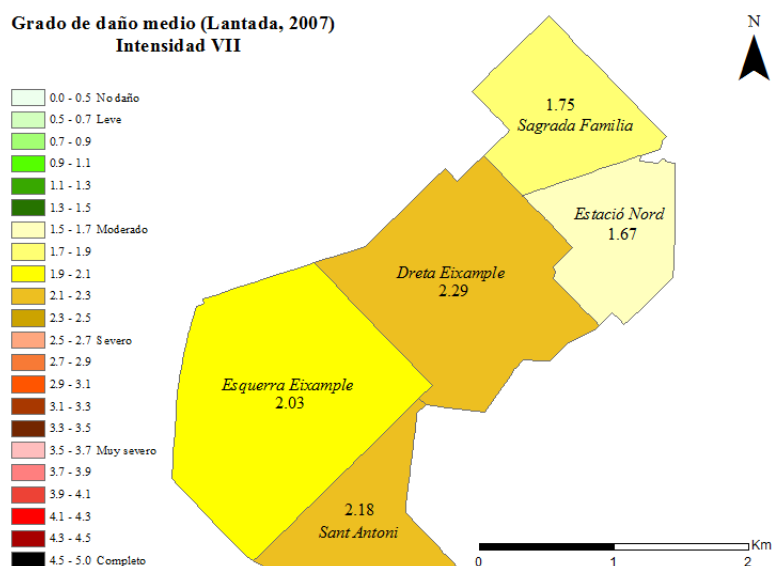 Grado de daño medio (Lantada, 2007)
Intensidad VII
N
0.0 - 0.5 No daño
0.5 - 0.7 Leve
0.7 - 0.9
0.9 - 1.1
1.1 - 1.3
1.3 - 1.5
1.5 - 1.7 Moderado
1.7 - 1.9
1.9 - 2.1
2.1 - 2.3
2.3 - 2.5
2.5 - 2.7 Severo
2.7 - 2.9
2.9 - 3.1
3.1 - 3.3
3.3 - 3.5
3.5 - 3.7 Muy severo
3.7 - 3.9
3.9 - 4.1
4.1 - 4.3
4.3 - 4.5
4.5 - 5.0 Completo
1.75
Sagrada Familia
Estació Nord
1.67
Dreta Eixample
2.29
Esquerra Eixample
2.03
2.18
Sant Antoni
Km
0 1 2